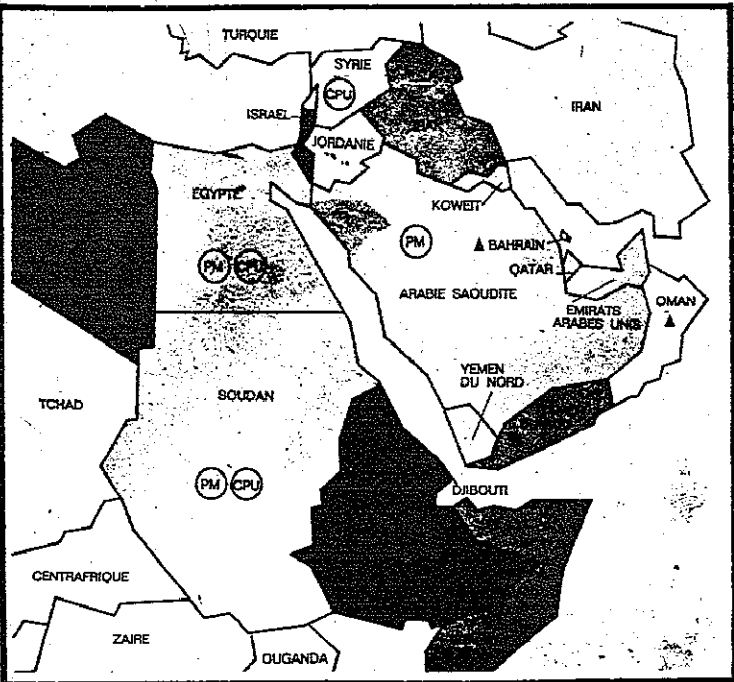 TURQUIE
SYRIE
CPU
ISRAEL
JORDANIE
IRAN
EGYPTE
KOWEIT
PM
BAHRAIN
QATAR
PM CPU
ARABIE SAOUDITE
EMIRATS
ARABES UNIS
OMAN
YEMEN
DU NORD
TCHAD
SOUDAN
PM CPU
DJIBOUTI
CENTRAFRIQUE
ZAIRE
OUGANDA